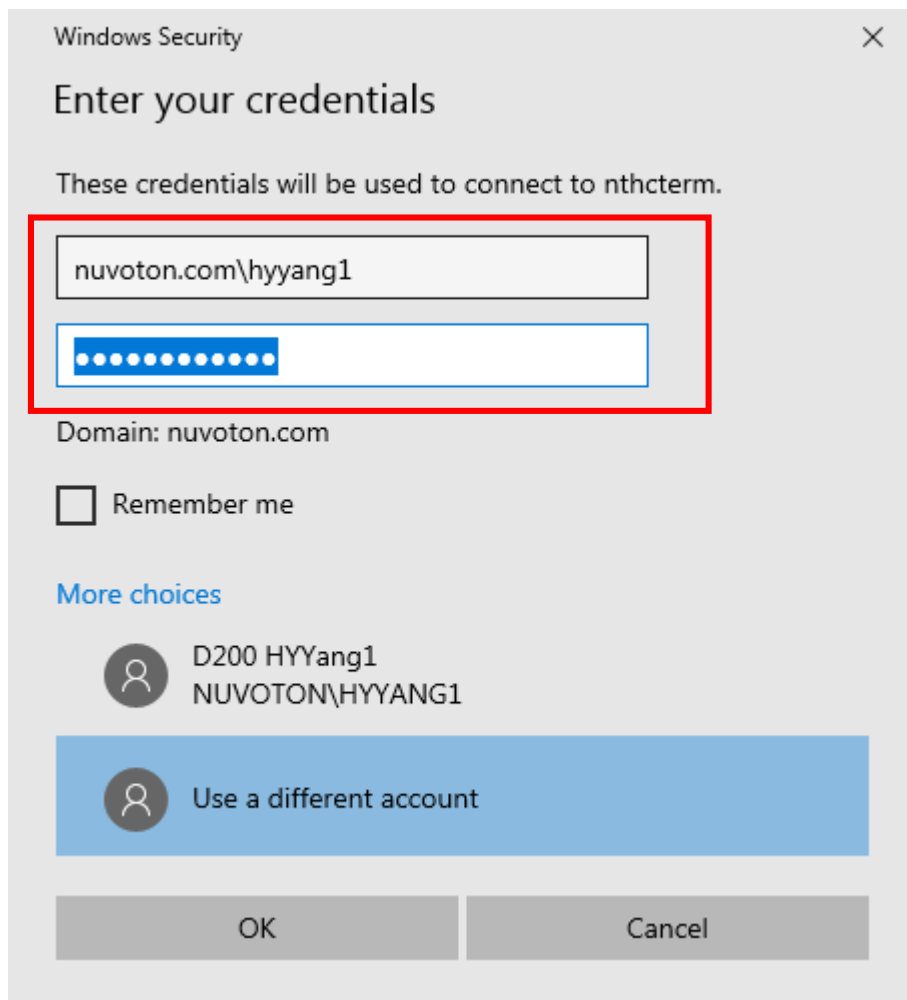 Windows Security
Enter your credentials
These credentials will be used to connect to nthcterm.
nuvoton.com\hyyang1
●●●●●●●●●●●●
Domain: nuvoton.com
Remember me
More choices
D200 HYYang1
NUVOTON\HYYANG1
Use a different account
OK
Cancel